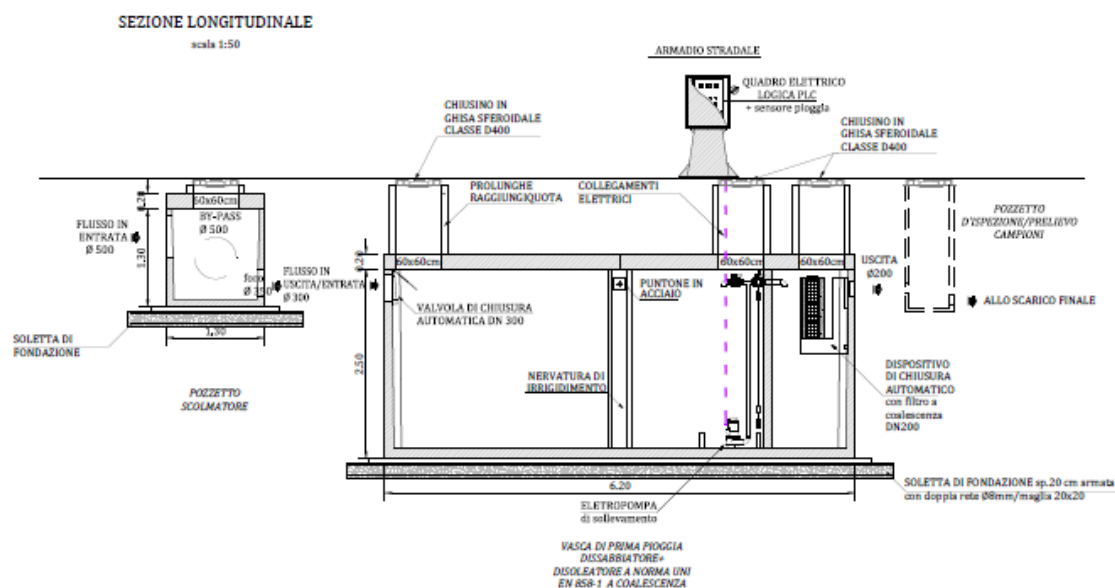 SEZIONE LONGITUDINALE
scala 1:50
ARMADIO STRADALE
QUADRO ELETTRICO
LOGICA PLC
+ sensore pioggia
CHIUSINO IN
GHISA SFEROIDALE
CLASSE D400
CHIUSINO IN
GHISA SFEROIDALE
CLASSE D400
PROLUNGHE
RAGGIUNGIQUOTA
COLLEGAMENTI
ELETTRICI
POZZETTO
D'ISPEZIONE/PRELIEVO
CAMPIONI
0.20
60x60cm
BY-PASS
Ø 500
FLUSSO IN
ENTRATA
Ø 500
1.30
foro
Ø 350
FLUSSO IN
USCITA/ENTRATA
Ø 300
0.20
60x60cm
60x60cm
60x60cm
USCITA
Ø200
ALLO SCARICO FINALE
PUNTONE IN
ACCIAIO
VALVOLA DI CHIUSURA
AUTOMATICA DN 300
SOLETTA DI
FONDAZIONE
1.30
2.50
POZZETTO
SCOLMATORE
NERVATURA DI
IRRIGIDIMENTO
DISPOSITIVO
DI CHIUSURA
AUTOMATICO
con filtro a
coalescenza
DN200
6.20
SOLETTA DI FONDAZIONE sp.20 cm armata
con doppia rete Ø8mm/maglia 20x20
ELETROPOMPA
di sollevamento
VASCA DI PRIMA PIOGGIA
DISSABBIATORE+
DISOLEATORE A NORMA UNI
EN 858-1 A COALESCENZA